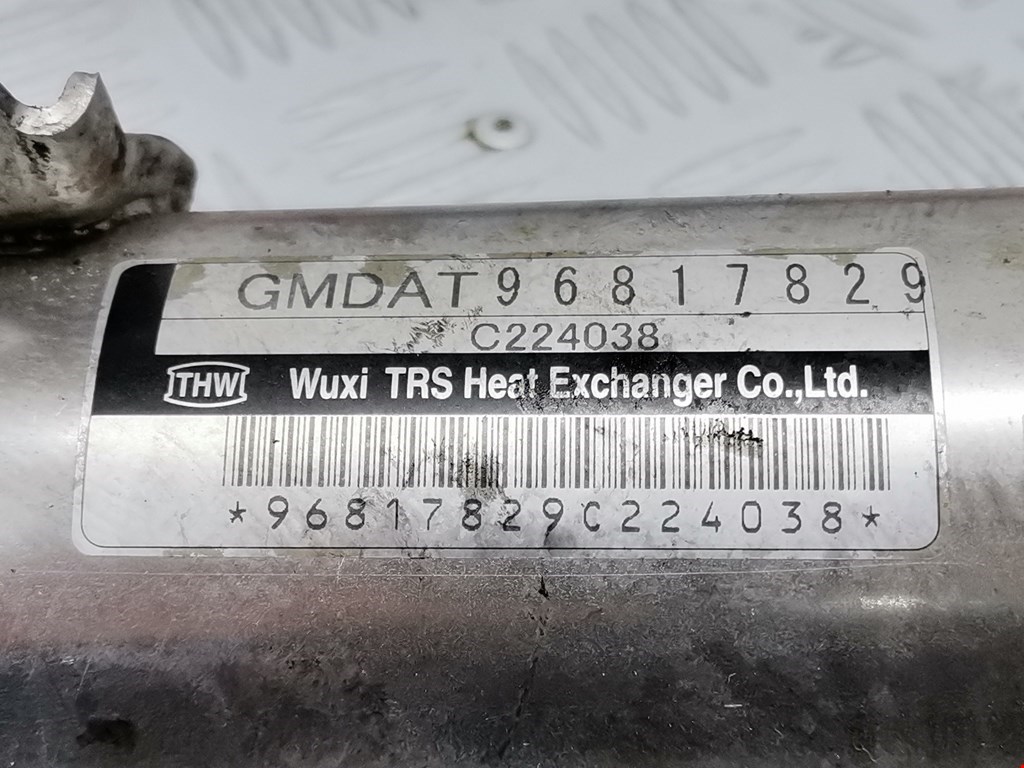 GMDAT 96817829
C224038
THW Wuxi TRS Heat Exchanger Co.,Ltd.
*96817829C224038*